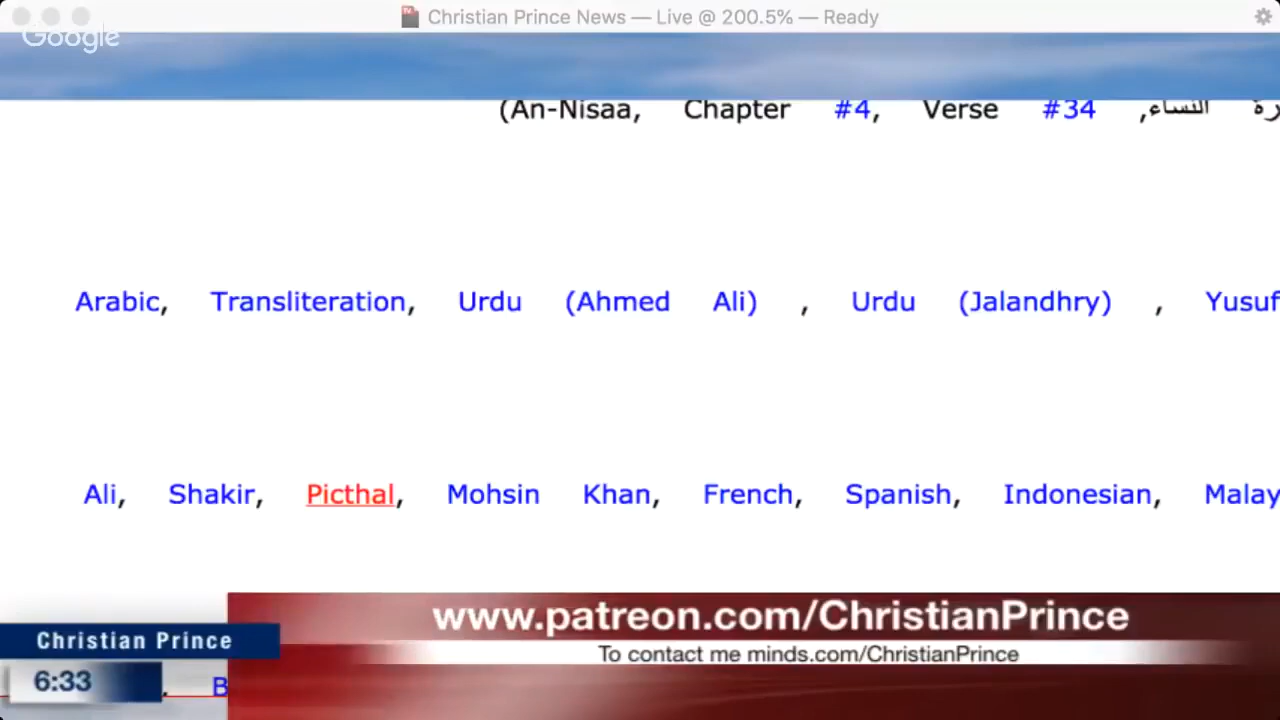 Christian Prince News — Live @ 200.5% — Ready
Google
(An-Nisaa, Chapter #4, Verse #34 النساء,
Arabic, Transliteration, Urdu (Ahmed Ali) , Urdu (Jalandhry) , Yusuf
Ali, Shakir, Picthal, Mohsin Khan, French, Spanish, Indonesian, Malay
www.patreon.com/ChristianPrince
Christian Prince
To contact me minds.com/ChristianPrince
6:33
, B